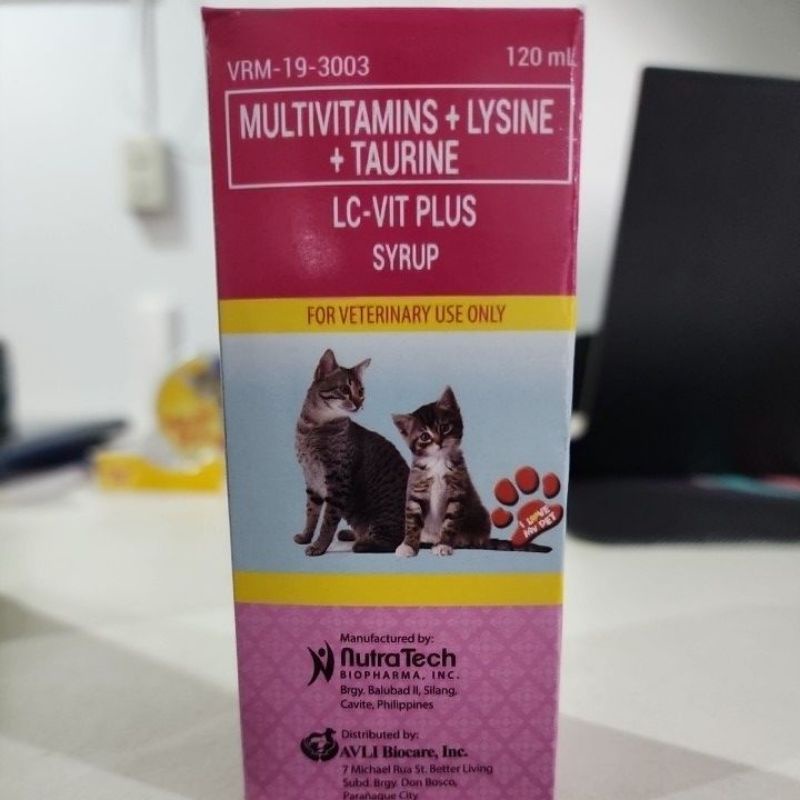 VRM-19-3003
120 mL
MULTIVITAMINS + LYSINE
+ TAURINE
LC-VIT PLUS
SYRUP
FOR VETERINARY USE ONLY
I LOVE
MY PET
Manufactured by:
NutraTech
BIOPHARMA, INC.
Brgy. Balubad II, Silang,
Cavite, Philippines
Distributed by:
AVLI Biocare, Inc.
7 Michael Rua St. Better Living
Subd. Brgy. Don Bosco,
Parañaque City